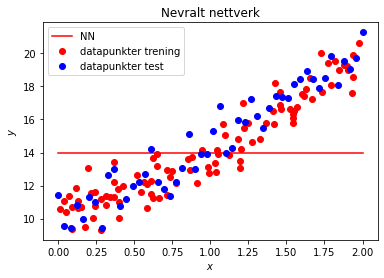 Nevralt nettverk
NN
datapunkter trening
datapunkter test
y
20
18
16
14
12
10
0.00 0.25 0.50 0.75 1.00 1.25 1.50 1.75 2.00
x